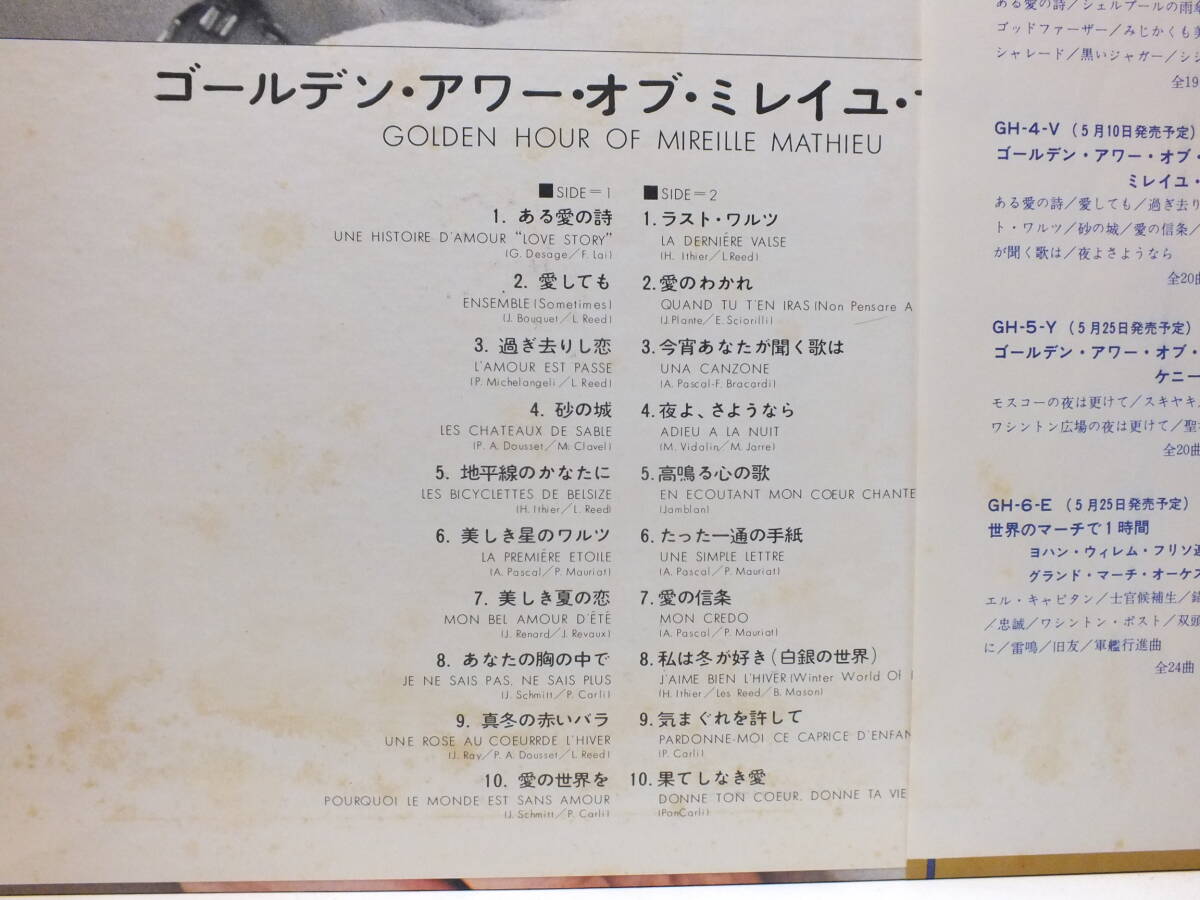 ゴールデン・アワー・オブ・ミレイユ・
GOLDEN HOUR OF MIREILLE MATHIEU
■SIDE=1
1. ある愛の詩
UNE HISTOIRE D'AMOUR "LOVE STORY"
(G. Desage/F. Lai)
2. 愛しても
ENSEMBLE (Sometimes)
(J. Bouquet/L. Reed)
3. 過ぎ去りし恋
L'AMOUR EST PASSE
(P. Michelangeli/L. Reed)
4. 砂の城
LES CHATEAUX DE SABLE
(P. A. Dousset/M. Clavel)
5. 地平線のかなたに
LES BICYCLETTES DE BELSIZE
(H. Ithier/L. Reed)
6. 美しき星のワルツ
LA PREMIÉRE ETOILE
(A. Pascal/P. Mauriat)
7. 美しき夏の恋
MON BEL AMOUR D'ÉTÉ
(J. Renard/J. Revaux)
8. あなたの胸の中で
JE NE SAIS PAS, NE SAIS PLUS
(J. Schmitt/P. Carli)
9. 真冬の赤いバラ
UNE ROSE AU COEURRDE L'HIVER
(J. Ray/P. A. Dousset/L. Reed)
10. 愛の世界を
POURQUOI LE MONDE EST SANS AMOUR
(J. Schmitt/P. Carli)
■SIDE=2
1. ラスト・ワルツ
LA DERNIÉRE VALSE
(H. Ithier/L. Reed)
2. 愛のわかれ
QUAND TU T'EN IRAS (Non Pensare A
(J. Plante/E. Sciorilli)
3. 今宵あなたが聞く歌は
UNA CANZONE
(A. Pascal-F. Bracardi)
4. 夜よ、さようなら
ADIEU A LA NUIT
(M. Vidalin/M. Jarre)
5. 高鳴る心の歌
EN ECOUTANT MON CŒUR CHANTE
(Jamblan)
6. たった一通の手紙
UNE SIMPLE LETTRE
(A. Pascal/P. Mauriat)
7. 愛の信条
MON CREDO
(A. Pascal/P. Mauriat)
8. 私は冬が好き(白銀の世界)
J'AIME BIEN L'HIVER (Winter World Of
(H. Ithier/Les Reed/B. Mason)
9. 気まぐれを許して
PARDONNE-MOI CE CAPRICE D'ENFAN
(P. Carli)
10. 果てしなき愛
DONNE TON COEUR, DONNE TA VIE
(PanCarli)
ある愛の詩/シェルブールの雨
ゴッドファーザー/みじかくも
シャレード/黒いジャガー/シシ
全19
GH-4-V (5月10日発売予定)
ゴールデン・アワー・オブ・
ミレイユ・
ある愛の詩/愛しても/過ぎ去り
ト・ワルツ/砂の城/愛の信条/
が聞く歌は/夜よさようなら
全20曲
GH-5-Y (5月25日発売予定)
ゴールデン・アワー・オブ・
ケニー
モスコーの夜は更けて/スキヤキ
ワシントン広場の夜は更けて/聖
全20曲
GH-6-E (5月25日発売予定)
世界のマーチで1時間
ヨハン・ウィレム・フリソ
グランド・マーチ・オーケス
エル・キャピタン/士官候補生/
/忠誠/ワシントン・ポスト/双頭
に/雷鳴/旧友/軍艦行進曲
全24曲